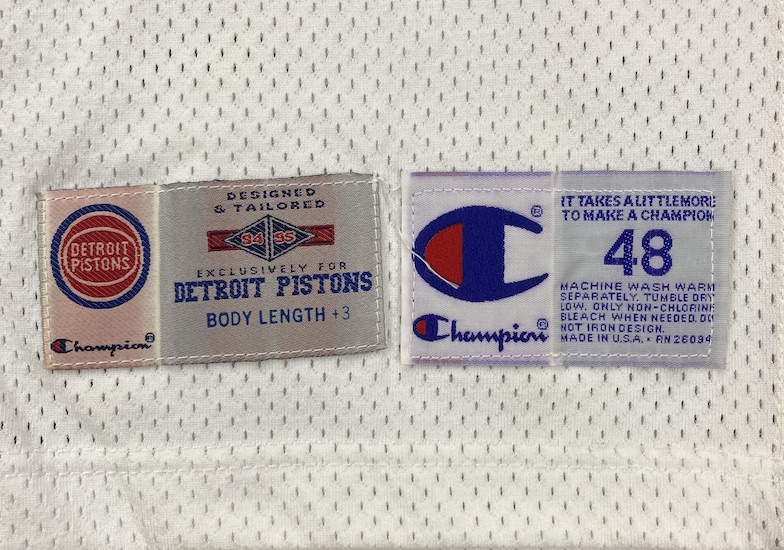 DETROIT
PISTONS
Champion®
DESIGNED
& TAILORED
94 95
EXCLUSIVELY FOR
DETROIT PISTONS
BODY LENGTH +3
®
Champion®
IT TAKES A LITTLE MORE
TO MAKE A CHAMPION
48
MACHINE WASH WARM
SEPARATELY. TUMBLE DRY
LOW. ONLY NON-CHLORINE
BLEACH WHEN NEEDED. DO
NOT IRON DESIGN.
MADE IN U.S.A. • RN 26094